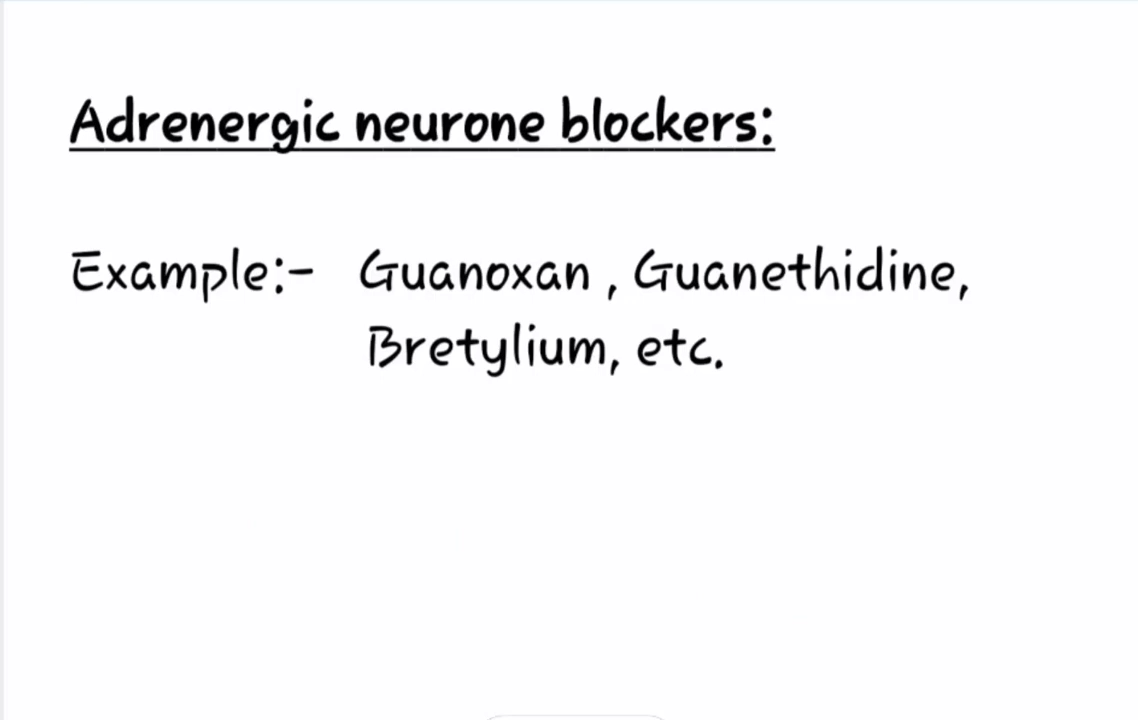 Adrenergic neurone blockers:
Example:- Guanoxan , Guanethidine,
Bretylium, etc.